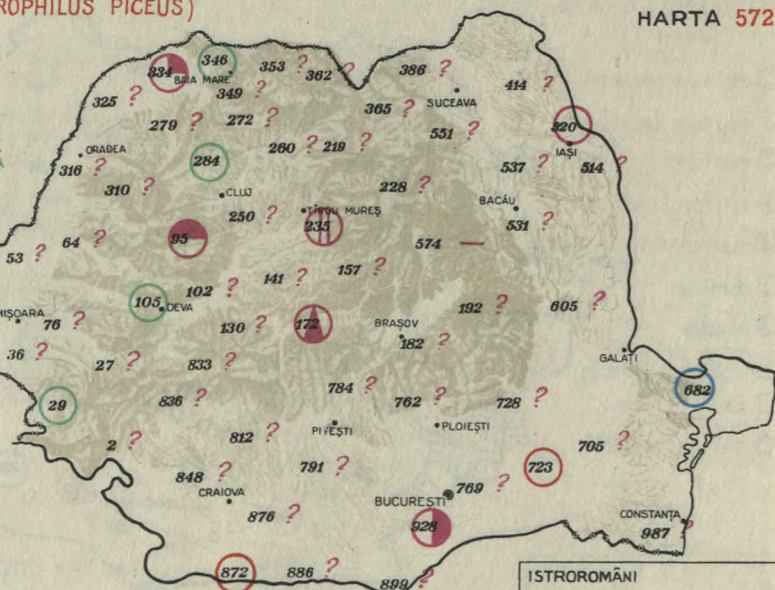 ROPHILUS PICEUS)
HARTA 572
334 346 353 ? 362 ? 386 ? 414 ?
BAIA MARE
325 ? 349 ? 365 ? SUCEAVA
279 ? 272 ? 551 ? 520
ORADEA 284 260 ? 219 ? IAȘI
316 ? 537 ? 514 ?
310 ? CLUJ 228 ? BACĂU
250 ? TÎRGU MUREȘ 531 ?
235
95 574 —
53 ? 64 ?
141 ? 157 ?
105 DEVA 102 ? 192 ? 605 ?
MIȘOARA 76 ? 130 ? 172 BRAȘOV
182 ?
36 ? 27 ? 833 ? GALAȚI
784 ? 682
29 836 ? 762 ? 728 ?
2 ? 812 ? PITEȘTI PLOIEȘTI 705 ?
848 ? 791 ? 723
CRAIOVA BUCUREȘTI 769 ?
876 ? 928 CONSTANȚA
987 ?
872 886 ? 899 ?
ISTROROMÂNI